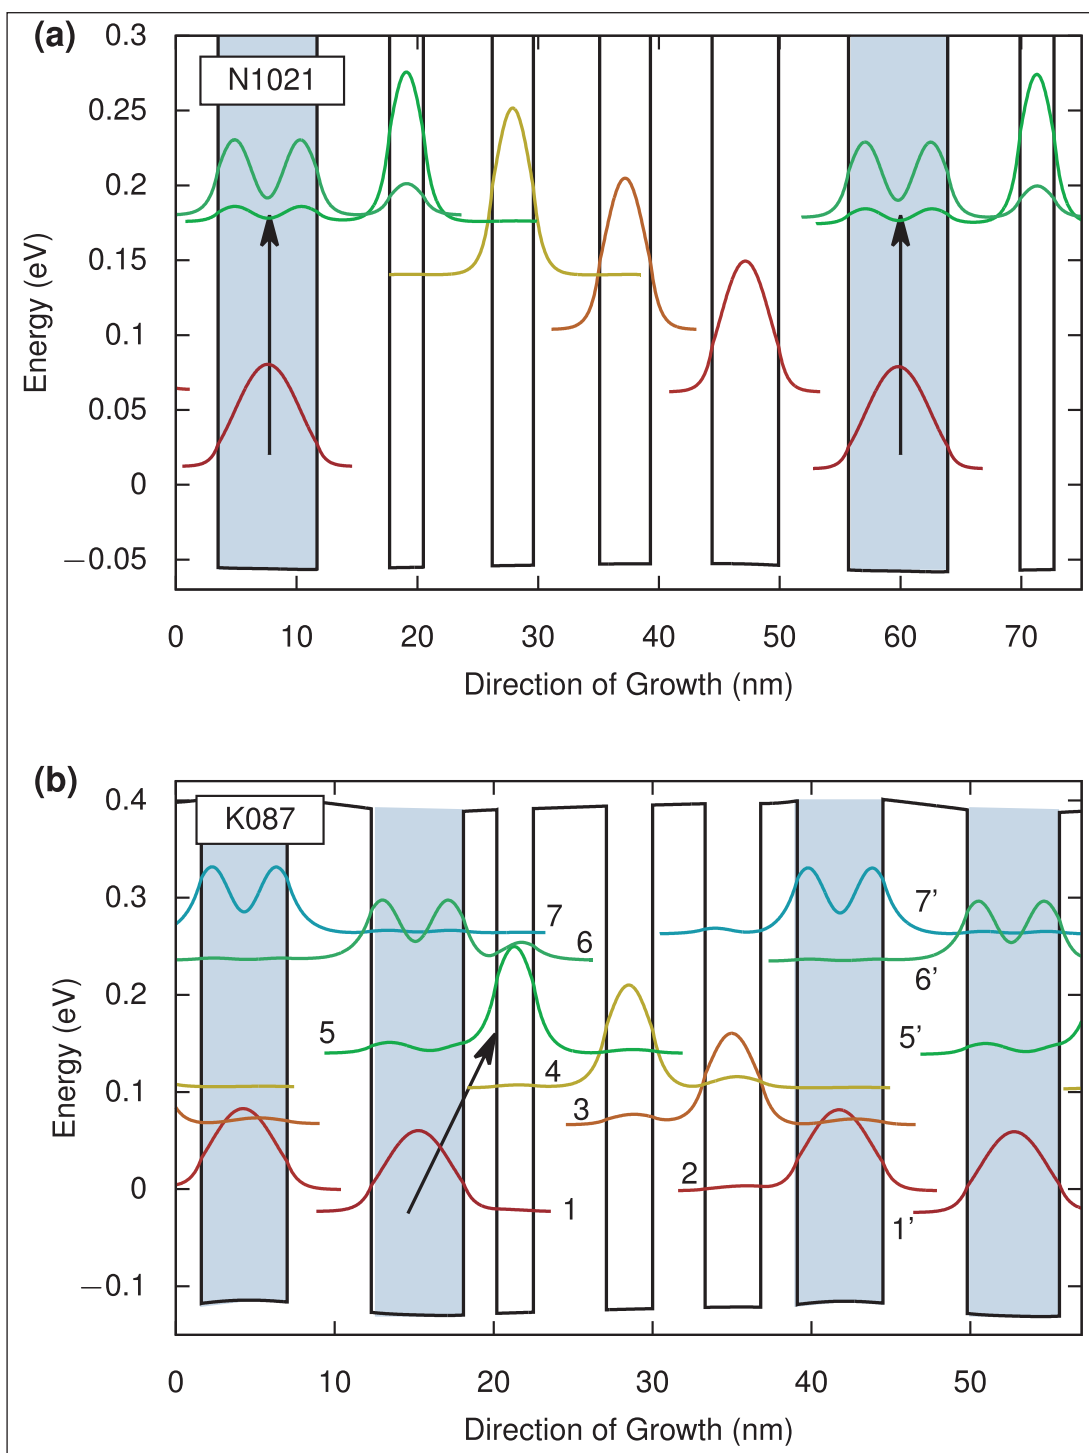 (a)
N1021
0.3
0.25
0.2
0.15
0.1
0.05
0
−0.05
Energy (eV)
0 10 20 30 40 50 60 70
Direction of Growth (nm)
(b)
K087
0.4
0.3
0.2
0.1
0
−0.1
Energy (eV)
7
6
5
4
3
2
1
7’
6’
5’
1’
0 10 20 30 40 50
Direction of Growth (nm)